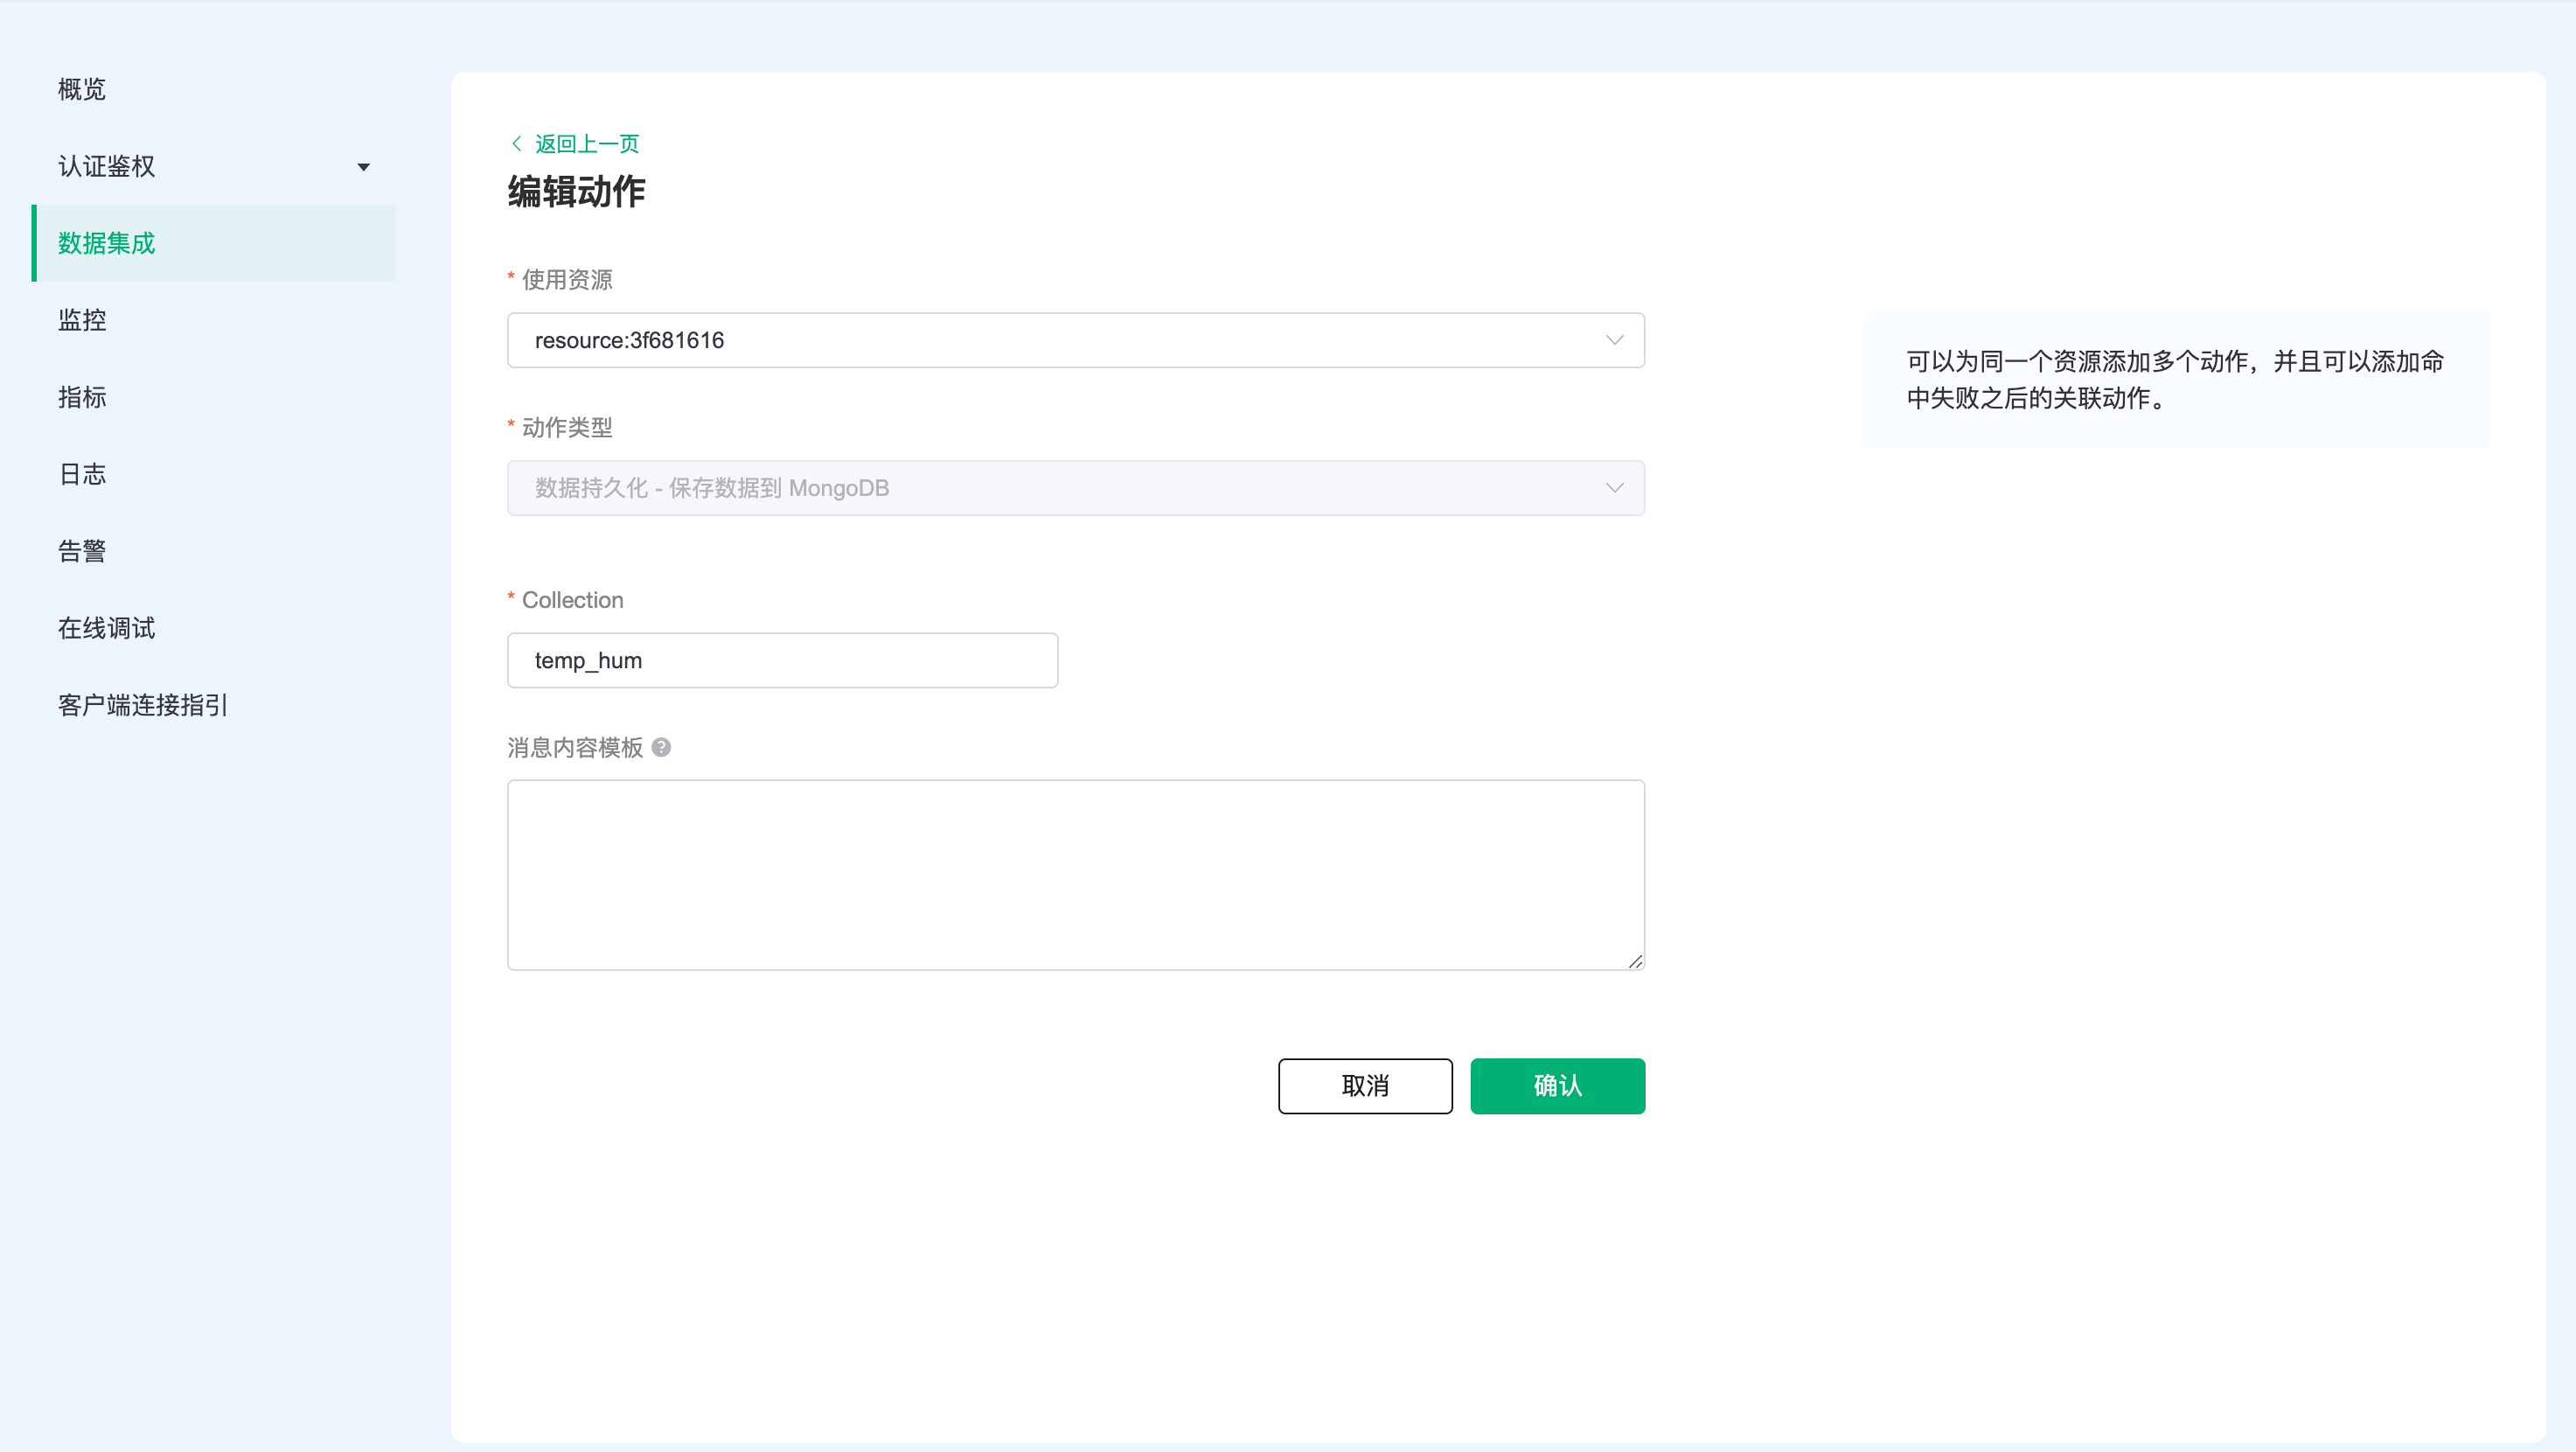 概览
认证鉴权
数据集成
监控
指标
日志
告警
在线调试
客户端连接指引
返回上一页
编辑动作
* 使用资源
resource:3f681616
* 动作类型
数据持久化 - 保存数据到 MongoDB
* Collection
temp_hum
消息内容模板 ?
取消
确认
可以为同一个资源添加多个动作，并且可以添加命
中失败之后的关联动作。